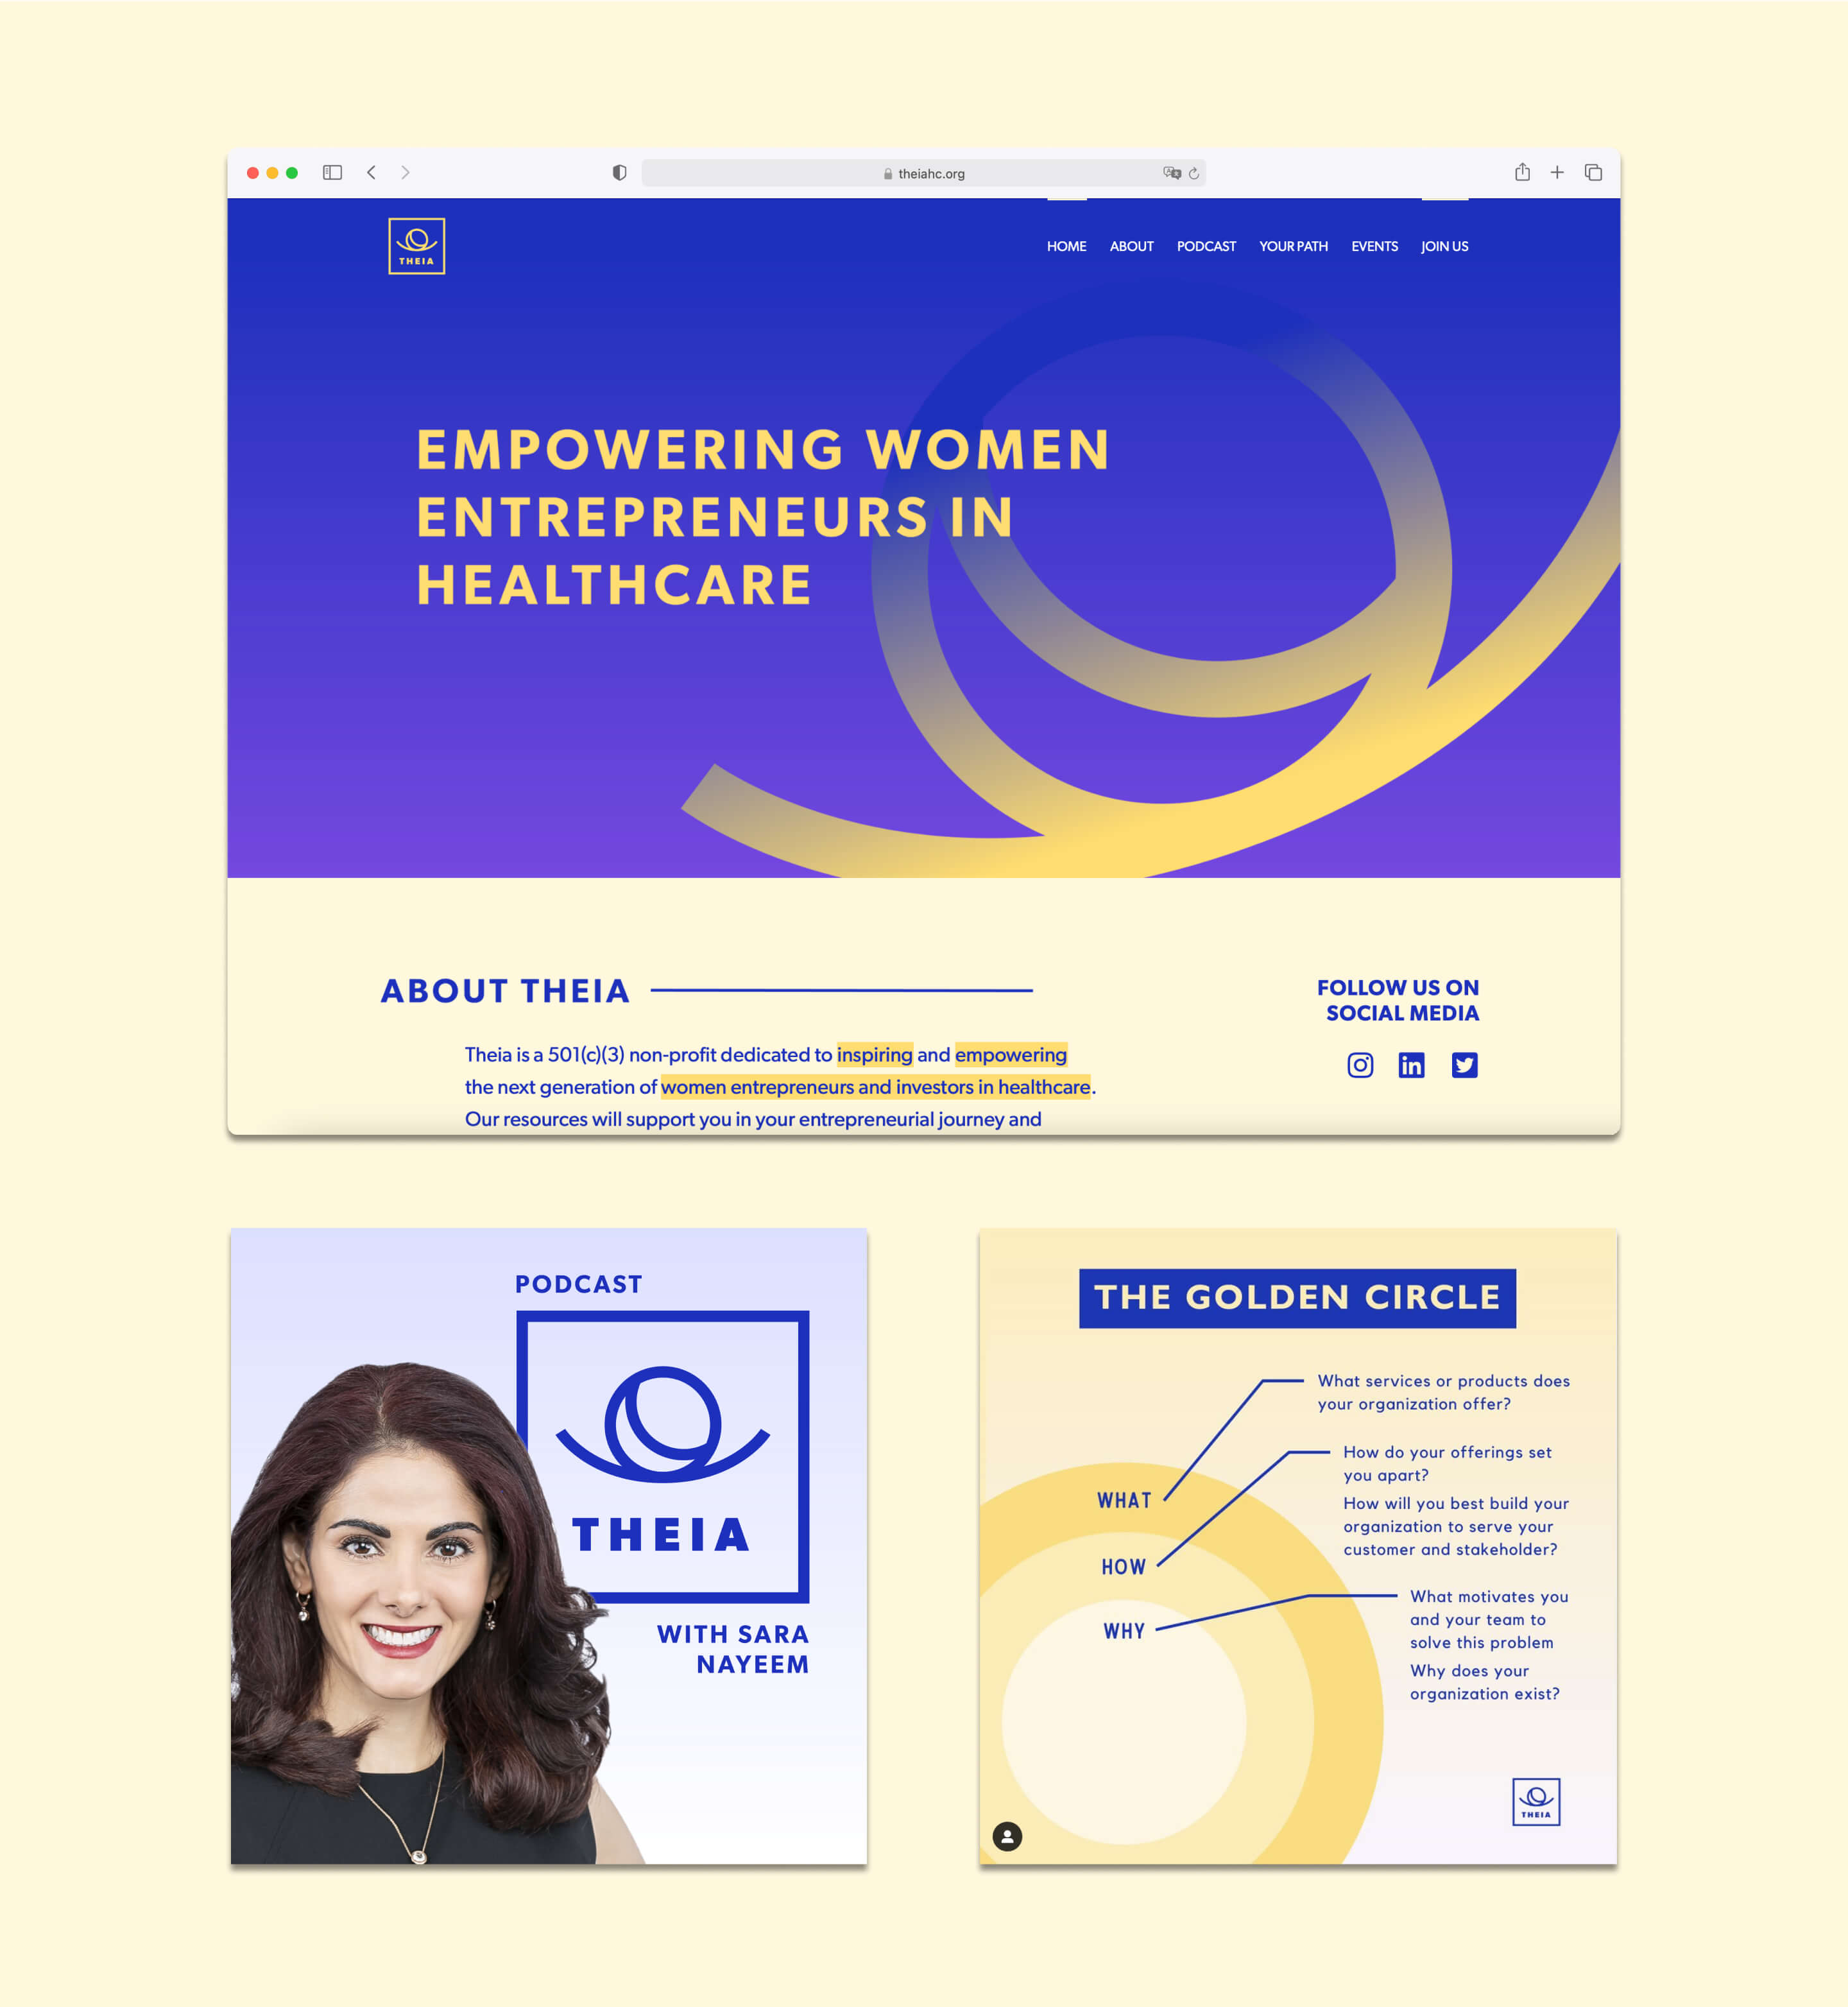 theiahc.org
THEIA
HOME ABOUT PODCAST YOUR PATH EVENTS JOIN US
EMPOWERING WOMEN
ENTREPRENEURS IN
HEALTHCARE
ABOUT THEIA
Theia is a 501(c)(3) non-profit dedicated to inspiring and empowering
the next generation of women entrepreneurs and investors in healthcare.
Our resources will support you in your entrepreneurial journey and
FOLLOW US ON
SOCIAL MEDIA
in
PODCAST
THEIA
WITH SARA
NAYEEM
THE GOLDEN CIRCLE
What services or products does
your organization offer?
WHAT
How do your offerings set
you apart?
How will you best build your
organization to serve your
customer and stakeholder?
HOW
What motivates you
and your team to
solve this problem
Why does your
organization exist?
WHY
THEIA